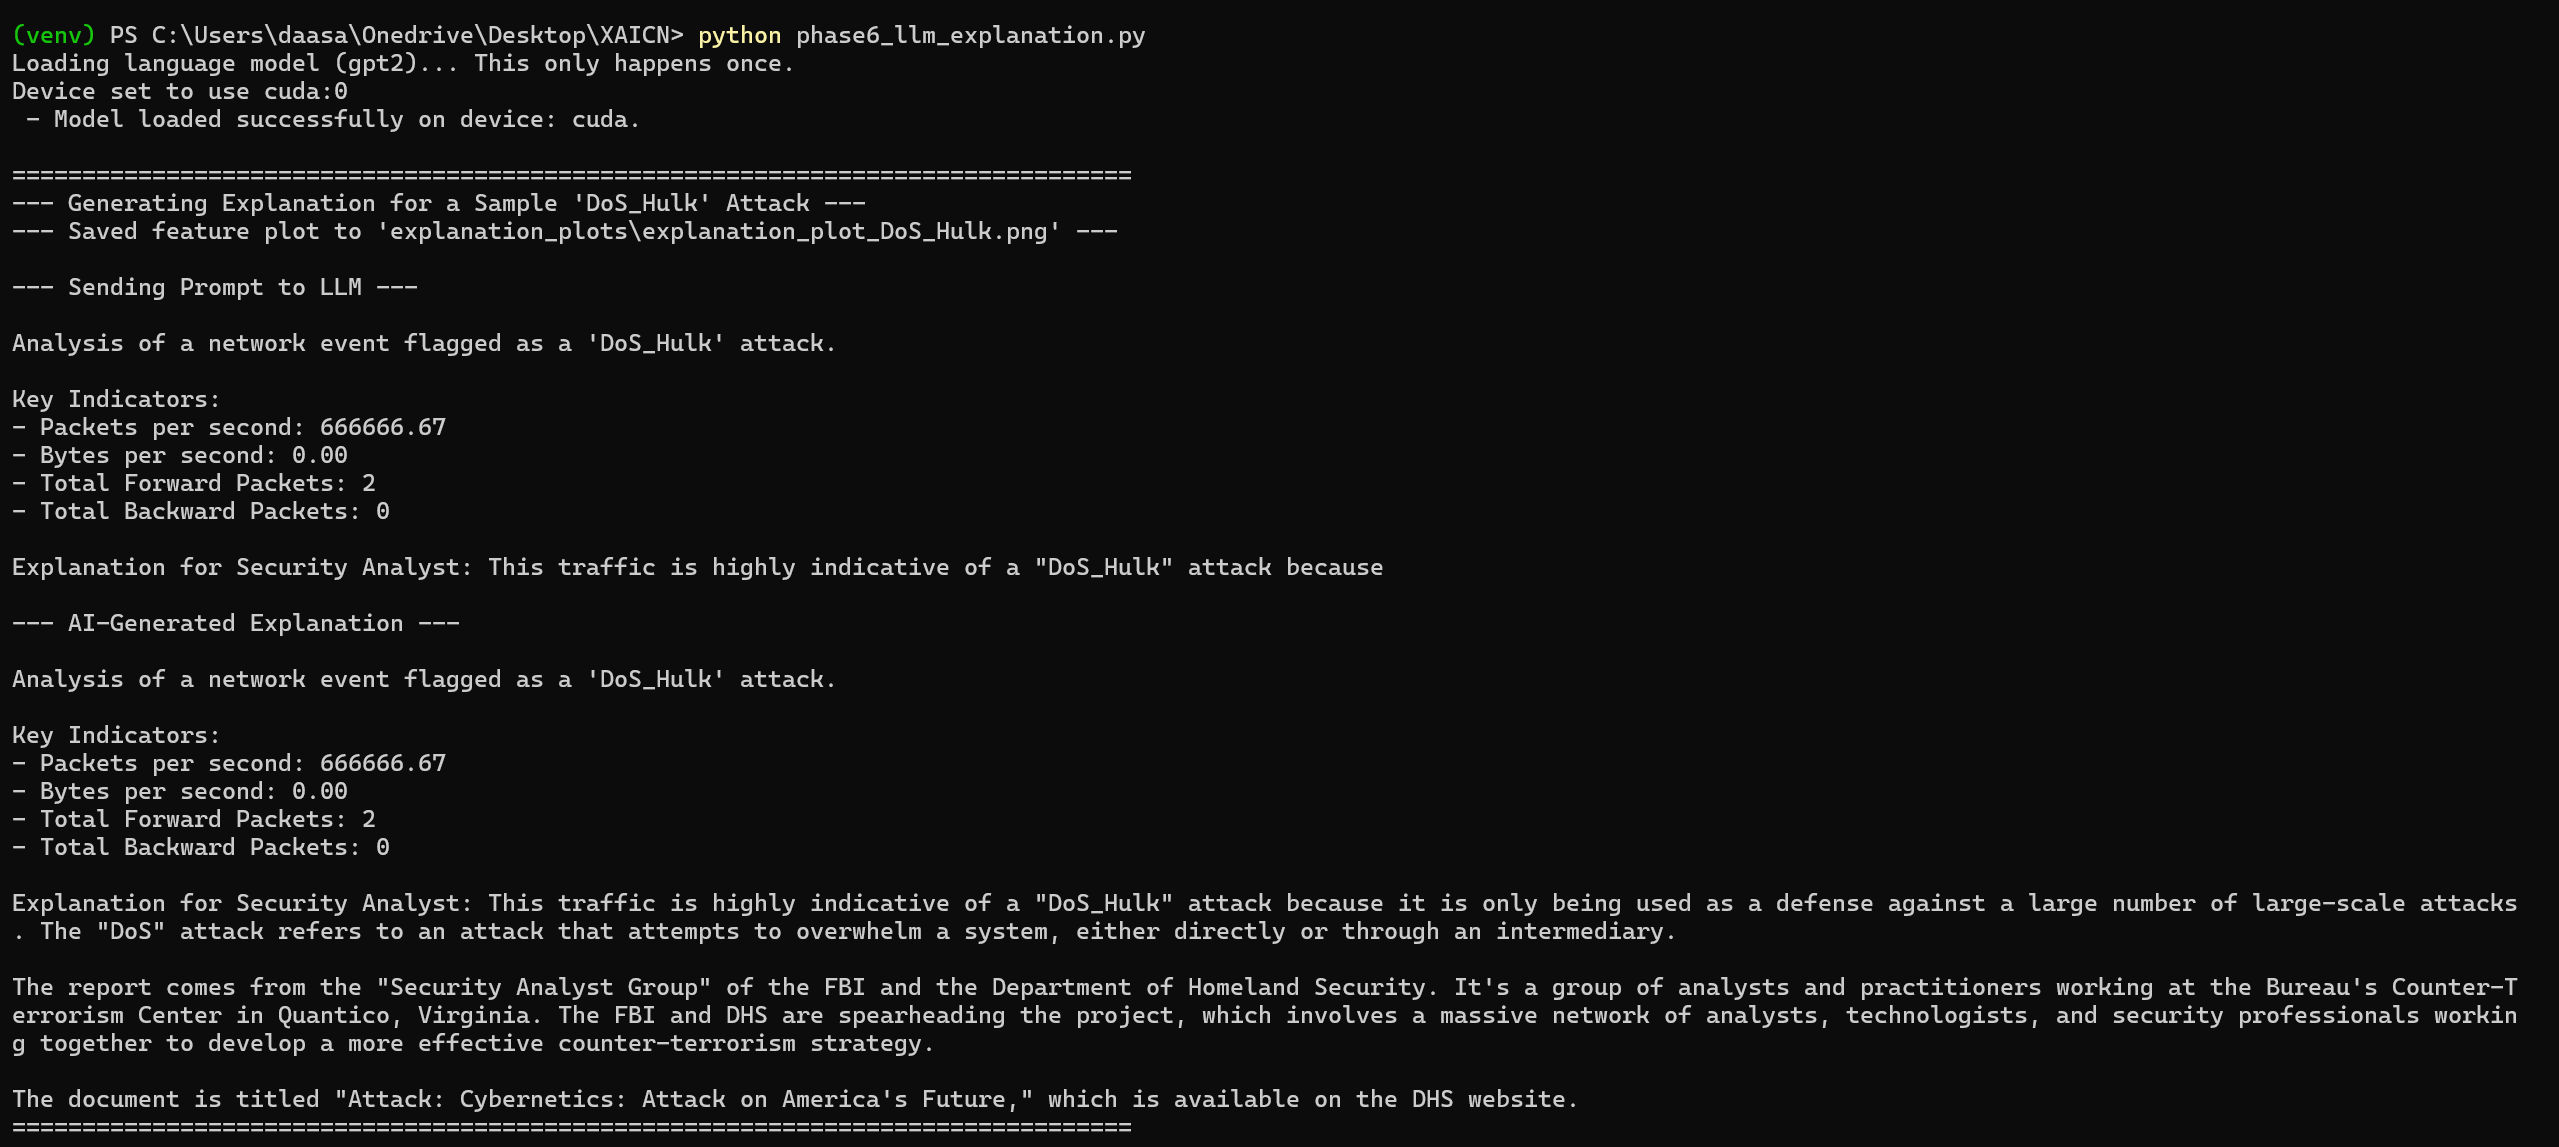 (venv) PS C:\Users\daasa\Onedrive\Desktop\XAICN> python phase6_llm_explanation.py
Loading language model (gpt2)... This only happens once.
Device set to use cuda:0
 - Model loaded successfully on device: cuda.
================================================================================
--- Generating Explanation for a Sample 'DoS_Hulk' Attack ---
--- Saved feature plot to 'explanation_plots\explanation_plot_DoS_Hulk.png' ---
--- Sending Prompt to LLM ---
Analysis of a network event flagged as a 'DoS_Hulk' attack.
Key Indicators:
- Packets per second: 666666.67
- Bytes per second: 0.00
- Total Forward Packets: 2
- Total Backward Packets: 0
Explanation for Security Analyst: This traffic is highly indicative of a "DoS_Hulk" attack because
--- AI-Generated Explanation ---
Analysis of a network event flagged as a 'DoS_Hulk' attack.
Key Indicators:
- Packets per second: 666666.67
- Bytes per second: 0.00
- Total Forward Packets: 2
- Total Backward Packets: 0
Explanation for Security Analyst: This traffic is highly indicative of a "DoS_Hulk" attack because it is only being used as a defense against a large number of large-scale attacks
. The "DoS" attack refers to an attack that attempts to overwhelm a system, either directly or through an intermediary.
The report comes from the "Security Analyst Group" of the FBI and the Department of Homeland Security. It's a group of analysts and practitioners working at the Bureau's Counter-T
errorism Center in Quantico, Virginia. The FBI and DHS are spearheading the project, which involves a massive network of analysts, technologists, and security professionals workin
g together to develop a more effective counter-terrorism strategy.
The document is titled "Attack: Cybernetics: Attack on America's Future," which is available on the DHS website.
================================================================================